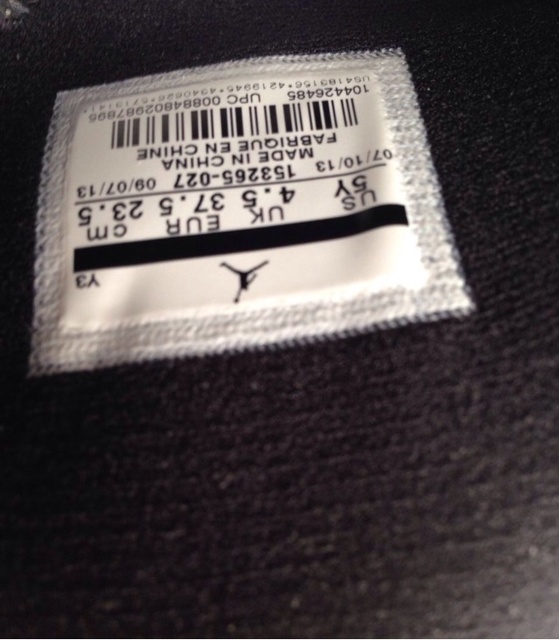 Y3
US UK EUR cm
5Y 4.5 37.5 23.5
07/10/13 153265-027 09/07/13
MADE IN CHINA
FABRIQUE EN CHINE
104426485 UPC 00884802987895